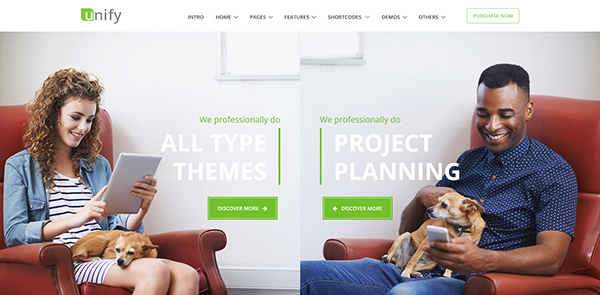 unify
INTRO HOME PAGES FEATURES SHORTCODES DEMOS OTHERS PURCHASE NOW
We professionally do
ALL TYPE
THEMES
DISCOVER MORE
We professionally do
PROJECT
PLANNING
DISCOVER MORE